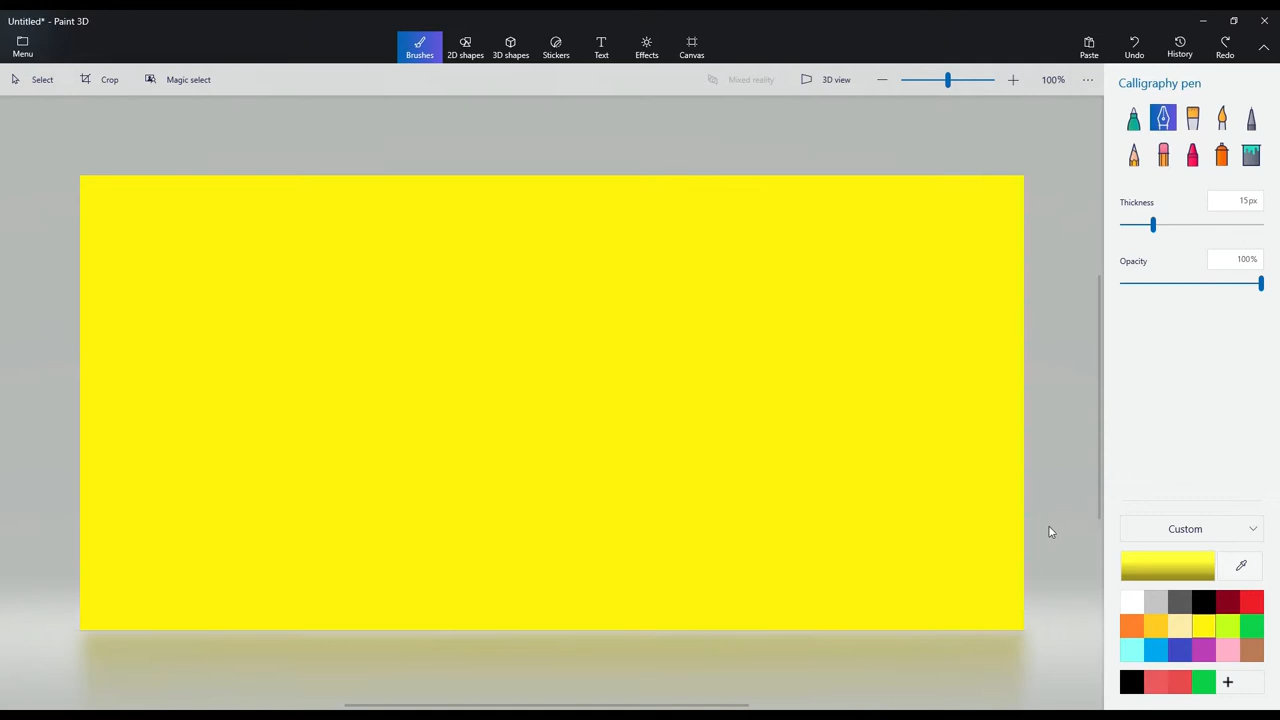 Untitled* - Paint 3D
Menu
Brushes 2D shapes 3D shapes Stickers Text Effects Canvas
Paste Undo History Redo
Select Crop Magic select
Mixed reality 3D view 100%
Calligraphy pen
Thickness 15px
Opacity 100%
Custom